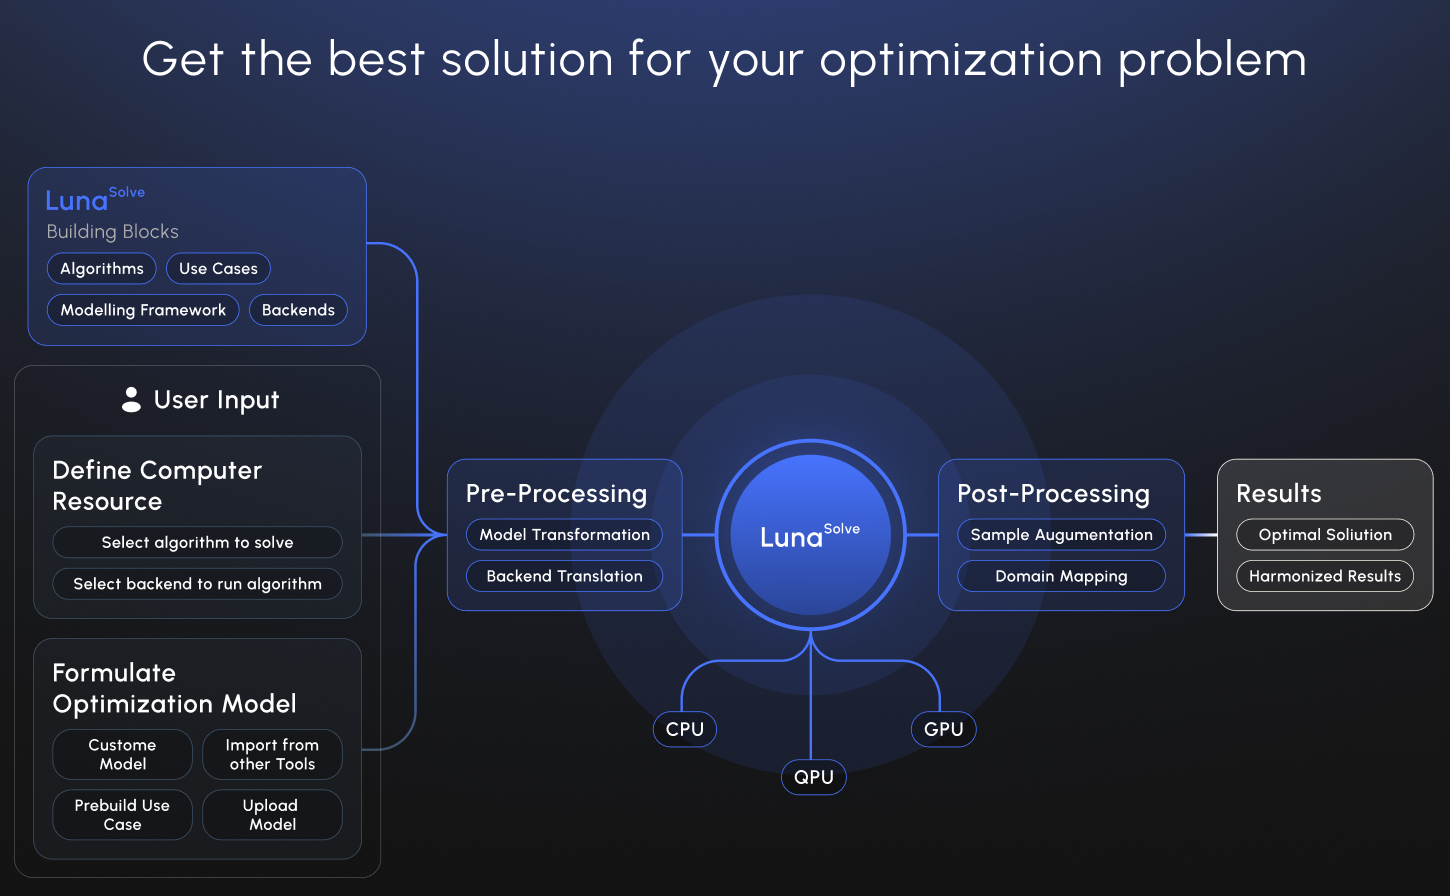 Get the best solution for your optimization problem
Luna Solve
Building Blocks
Algorithms
Use Cases
Modelling Framework
Backends
User Input
Define Computer
Resource
Select algorithm to solve
Select backend to run algorithm
Formulate
Optimization Model
Custome
Model
Import from
other Tools
Prebuild Use
Case
Upload
Model
Pre-Processing
Model Transformation
Backend Translation
Luna Solve
CPU
QPU
GPU
Post-Processing
Sample Augumentation
Domain Mapping
Results
Optimal Soliution
Harmonized Results